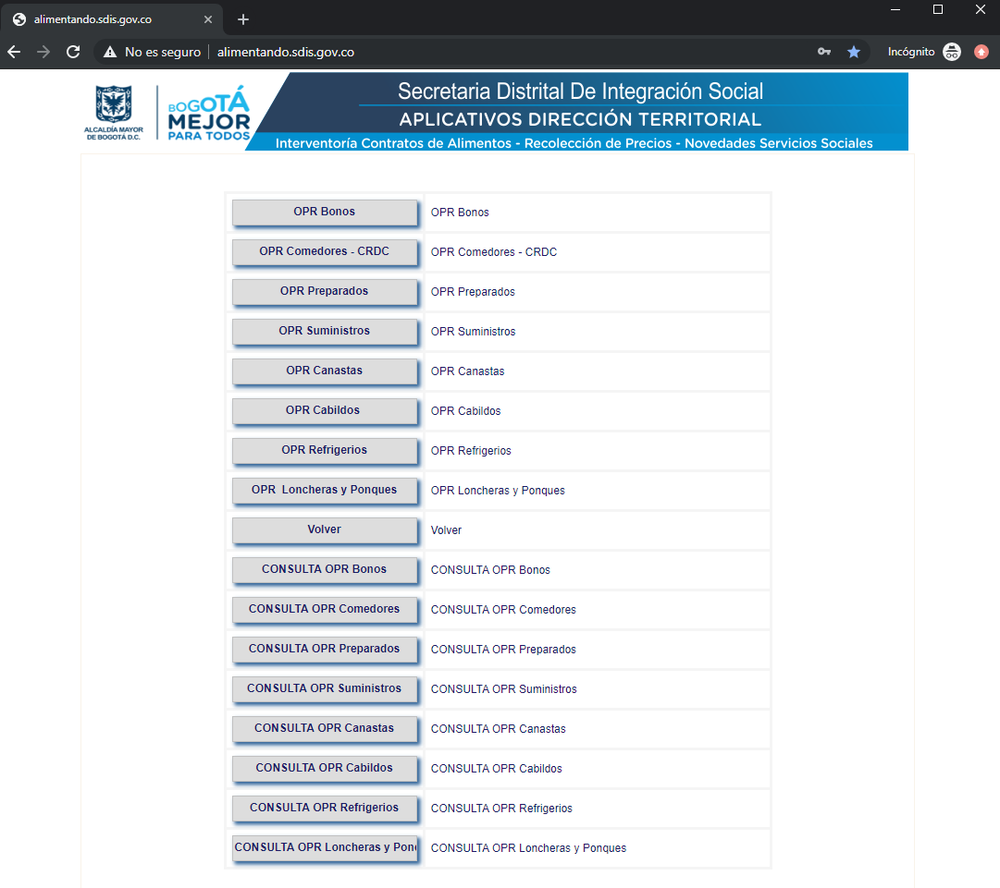 alimentando.sdis.gov.co
No es seguro alimentando.sdis.gov.co Incógnito
ALCALDÍA MAYOR
DE BOGOTÁ D.C.
BOGOTÁ
MEJOR
PARA TODOS
Secretaria Distrital De Integración Social
APLICATIVOS DIRECCIÓN TERRITORIAL
Interventoría Contratos de Alimentos - Recolección de Precios - Novedades Servicios Sociales
OPR Bonos OPR Bonos
OPR Comedores - CRDC OPR Comedores - CRDC
OPR Preparados OPR Preparados
OPR Suministros OPR Suministros
OPR Canastas OPR Canastas
OPR Cabildos OPR Cabildos
OPR Refrigerios OPR Refrigerios
OPR Loncheras y Ponques OPR Loncheras y Ponques
Volver Volver
CONSULTA OPR Bonos CONSULTA OPR Bonos
CONSULTA OPR Comedores CONSULTA OPR Comedores
CONSULTA OPR Preparados CONSULTA OPR Preparados
CONSULTA OPR Suministros CONSULTA OPR Suministros
CONSULTA OPR Canastas CONSULTA OPR Canastas
CONSULTA OPR Cabildos CONSULTA OPR Cabildos
CONSULTA OPR Refrigerios CONSULTA OPR Refrigerios
CONSULTA OPR Loncheras y Pon CONSULTA OPR Loncheras y Ponques